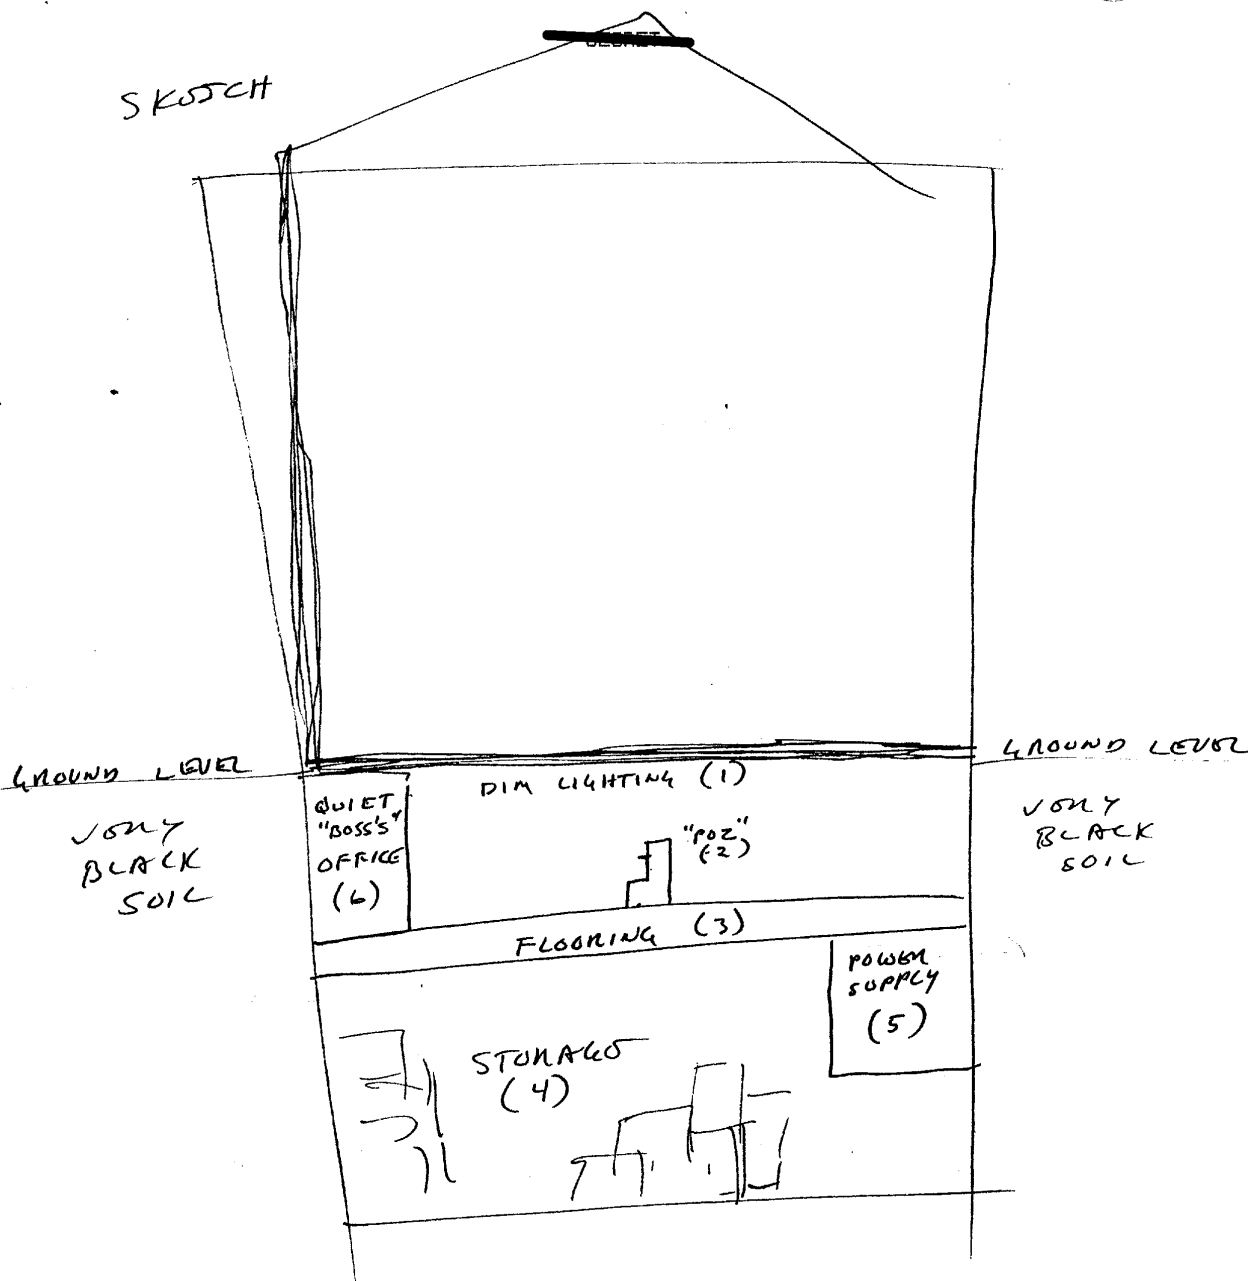 SECRET
SKETCH
GROUND LEVEL
GROUND LEVEL
DIM LIGHTING (1)
QUIET
"BOSS'S"
OFFICE
(6)
"POZ"
(2)
VERY
BLACK
SOIL
VERY
BLACK
SOIL
FLOORING (3)
POWER
SUPPLY
(5)
STORAGE
(4)